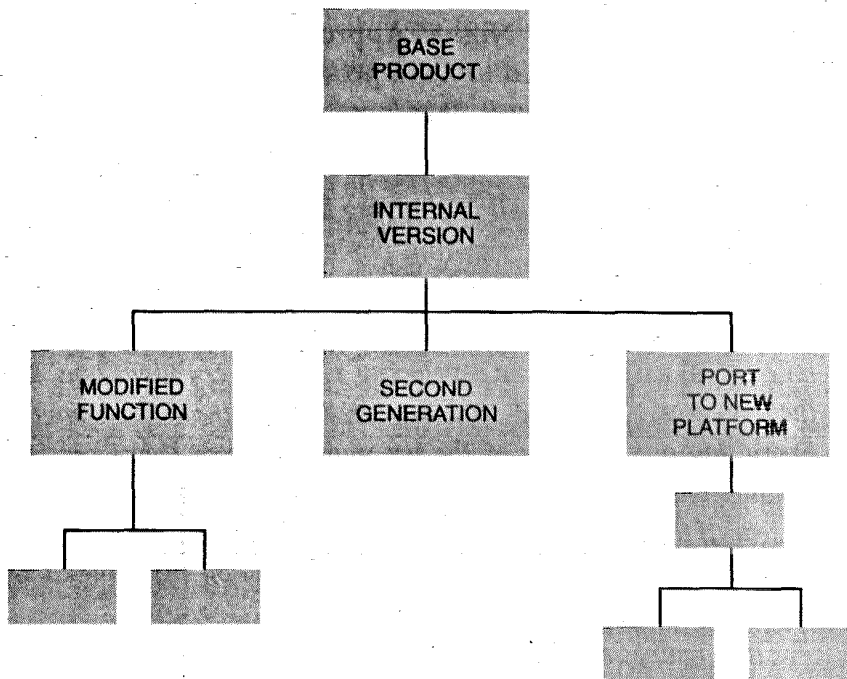 BASE
PRODUCT
INTERNAL
VERSION
MODIFIED
FUNCTION
SECOND
GENERATION
PORT
TO NEW
PLATFORM